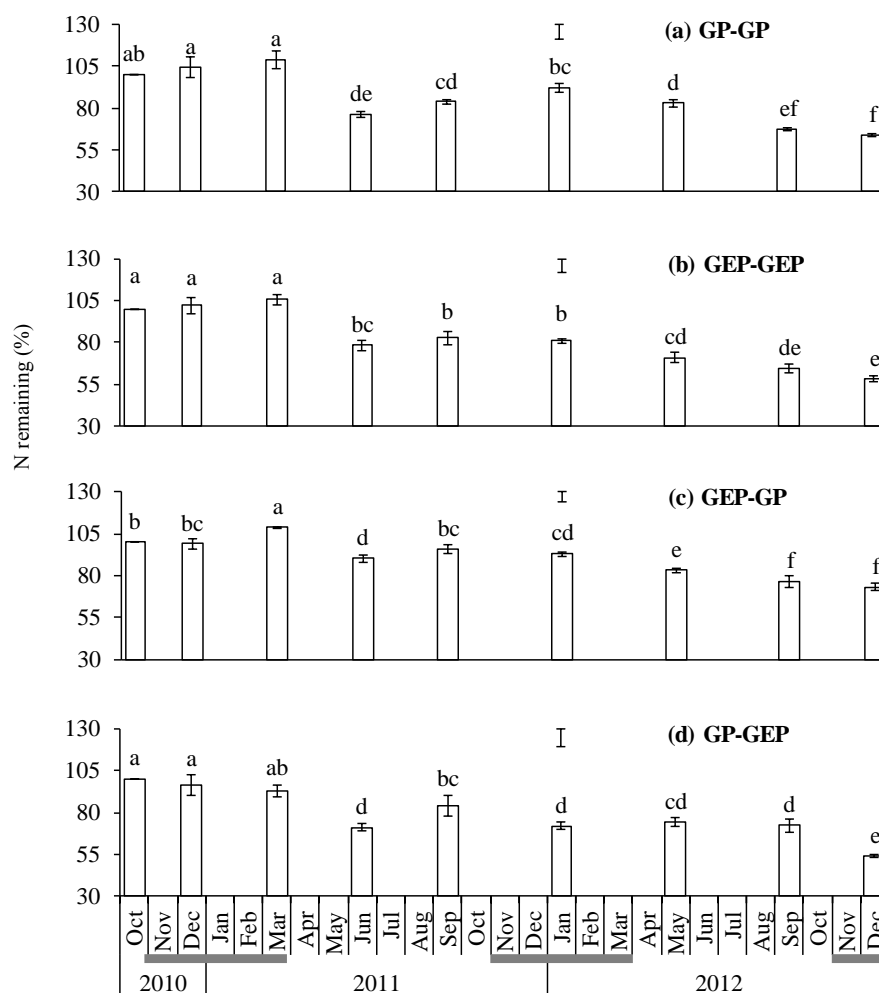 130
105
80
55
30
(a) GP-GP
ab a a de cd bc d ef f
130
105
80
55
30
(b) GEP-GEP
a a a bc b b cd de e
130
105
80
55
30
(c) GEP-GP
b bc a d bc cd e f f
130
105
80
55
30
(d) GP-GEP
a a ab d bc d cd d e
N remaining (%)
Oct Nov Dec Jan Feb Mar Apr May Jun Jul Aug Sep Oct Nov Dec Jan Feb Mar Apr May Jun Jul Aug Sep Oct Nov Dec
2010 2011 2012